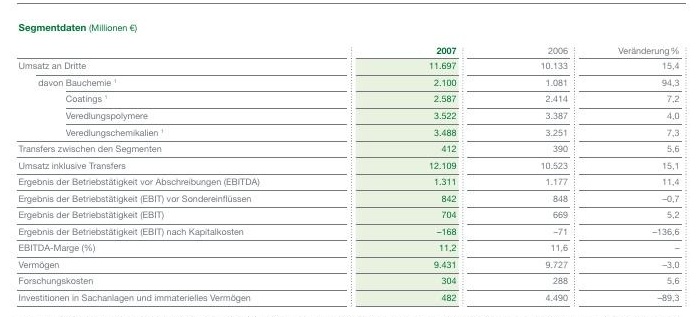 Segmentdaten (Millionen €)
2007 2006 Veränderung %
Umsatz an Dritte 11.697 10.133 15,4
davon Bauchemie ¹ 2.100 1.081 94,3
Coatings ¹ 2.587 2.414 7,2
Veredlungspolymere 3.522 3.387 4,0
Veredlungschemikalien ¹ 3.488 3.251 7,3
Transfers zwischen den Segmenten 412 390 5,6
Umsatz inklusive Transfers 12.109 10.523 15,1
Ergebnis der Betriebstätigkeit vor Abschreibungen (EBITDA) 1.311 1.177 11,4
Ergebnis der Betriebstätigkeit (EBIT) vor Sondereinflüssen 842 848 –0,7
Ergebnis der Betriebstätigkeit (EBIT) 704 669 5,2
Ergebnis der Betriebstätigkeit (EBIT) nach Kapitalkosten –168 –71 –136,6
EBITDA-Marge (%) 11,2 11,6 –
Vermögen 9.431 9.727 –3,0
Forschungskosten 304 288 5,6
Investitionen in Sachanlagen und immaterielles Vermögen 482 4.490 –89,3